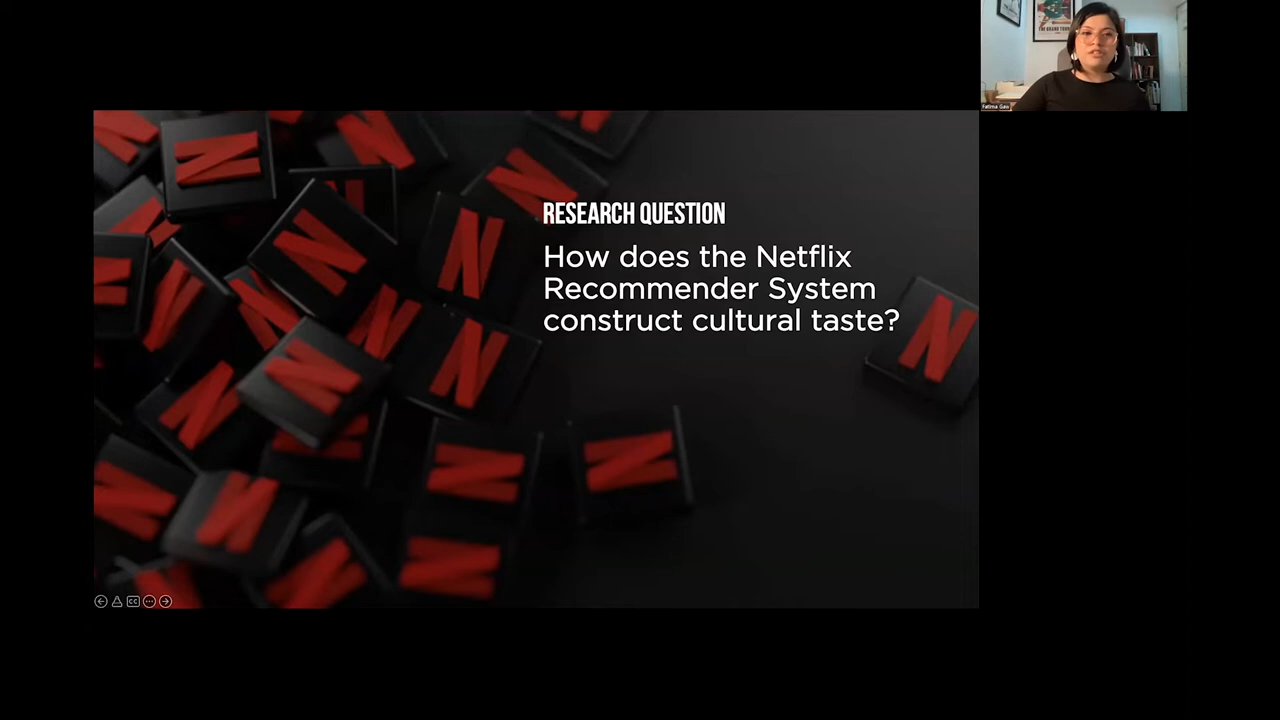 RESEARCH QUESTION
How does the Netflix
Recommender System
construct cultural taste?